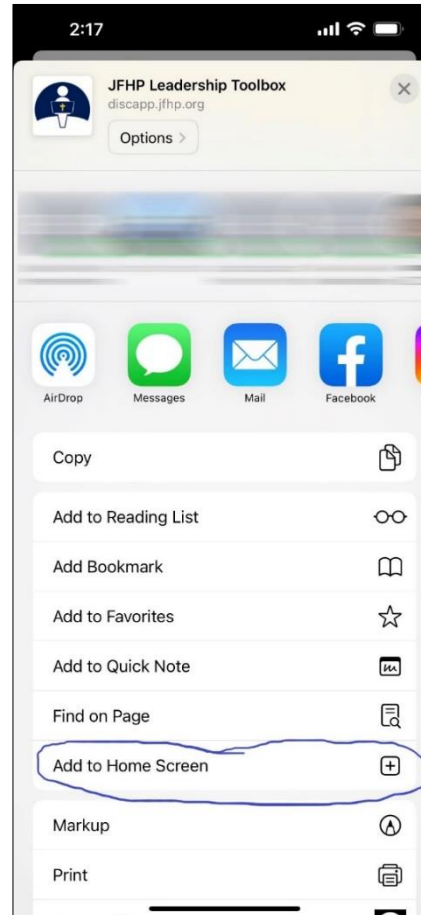 2:17
JFHP Leadership Toolbox
discapp.jfhp.org
Options >
AirDrop
Messages
Mail
Facebook
Copy
Add to Reading List
Add Bookmark
Add to Favorites
Add to Quick Note
Find on Page
Add to Home Screen
Markup
Print